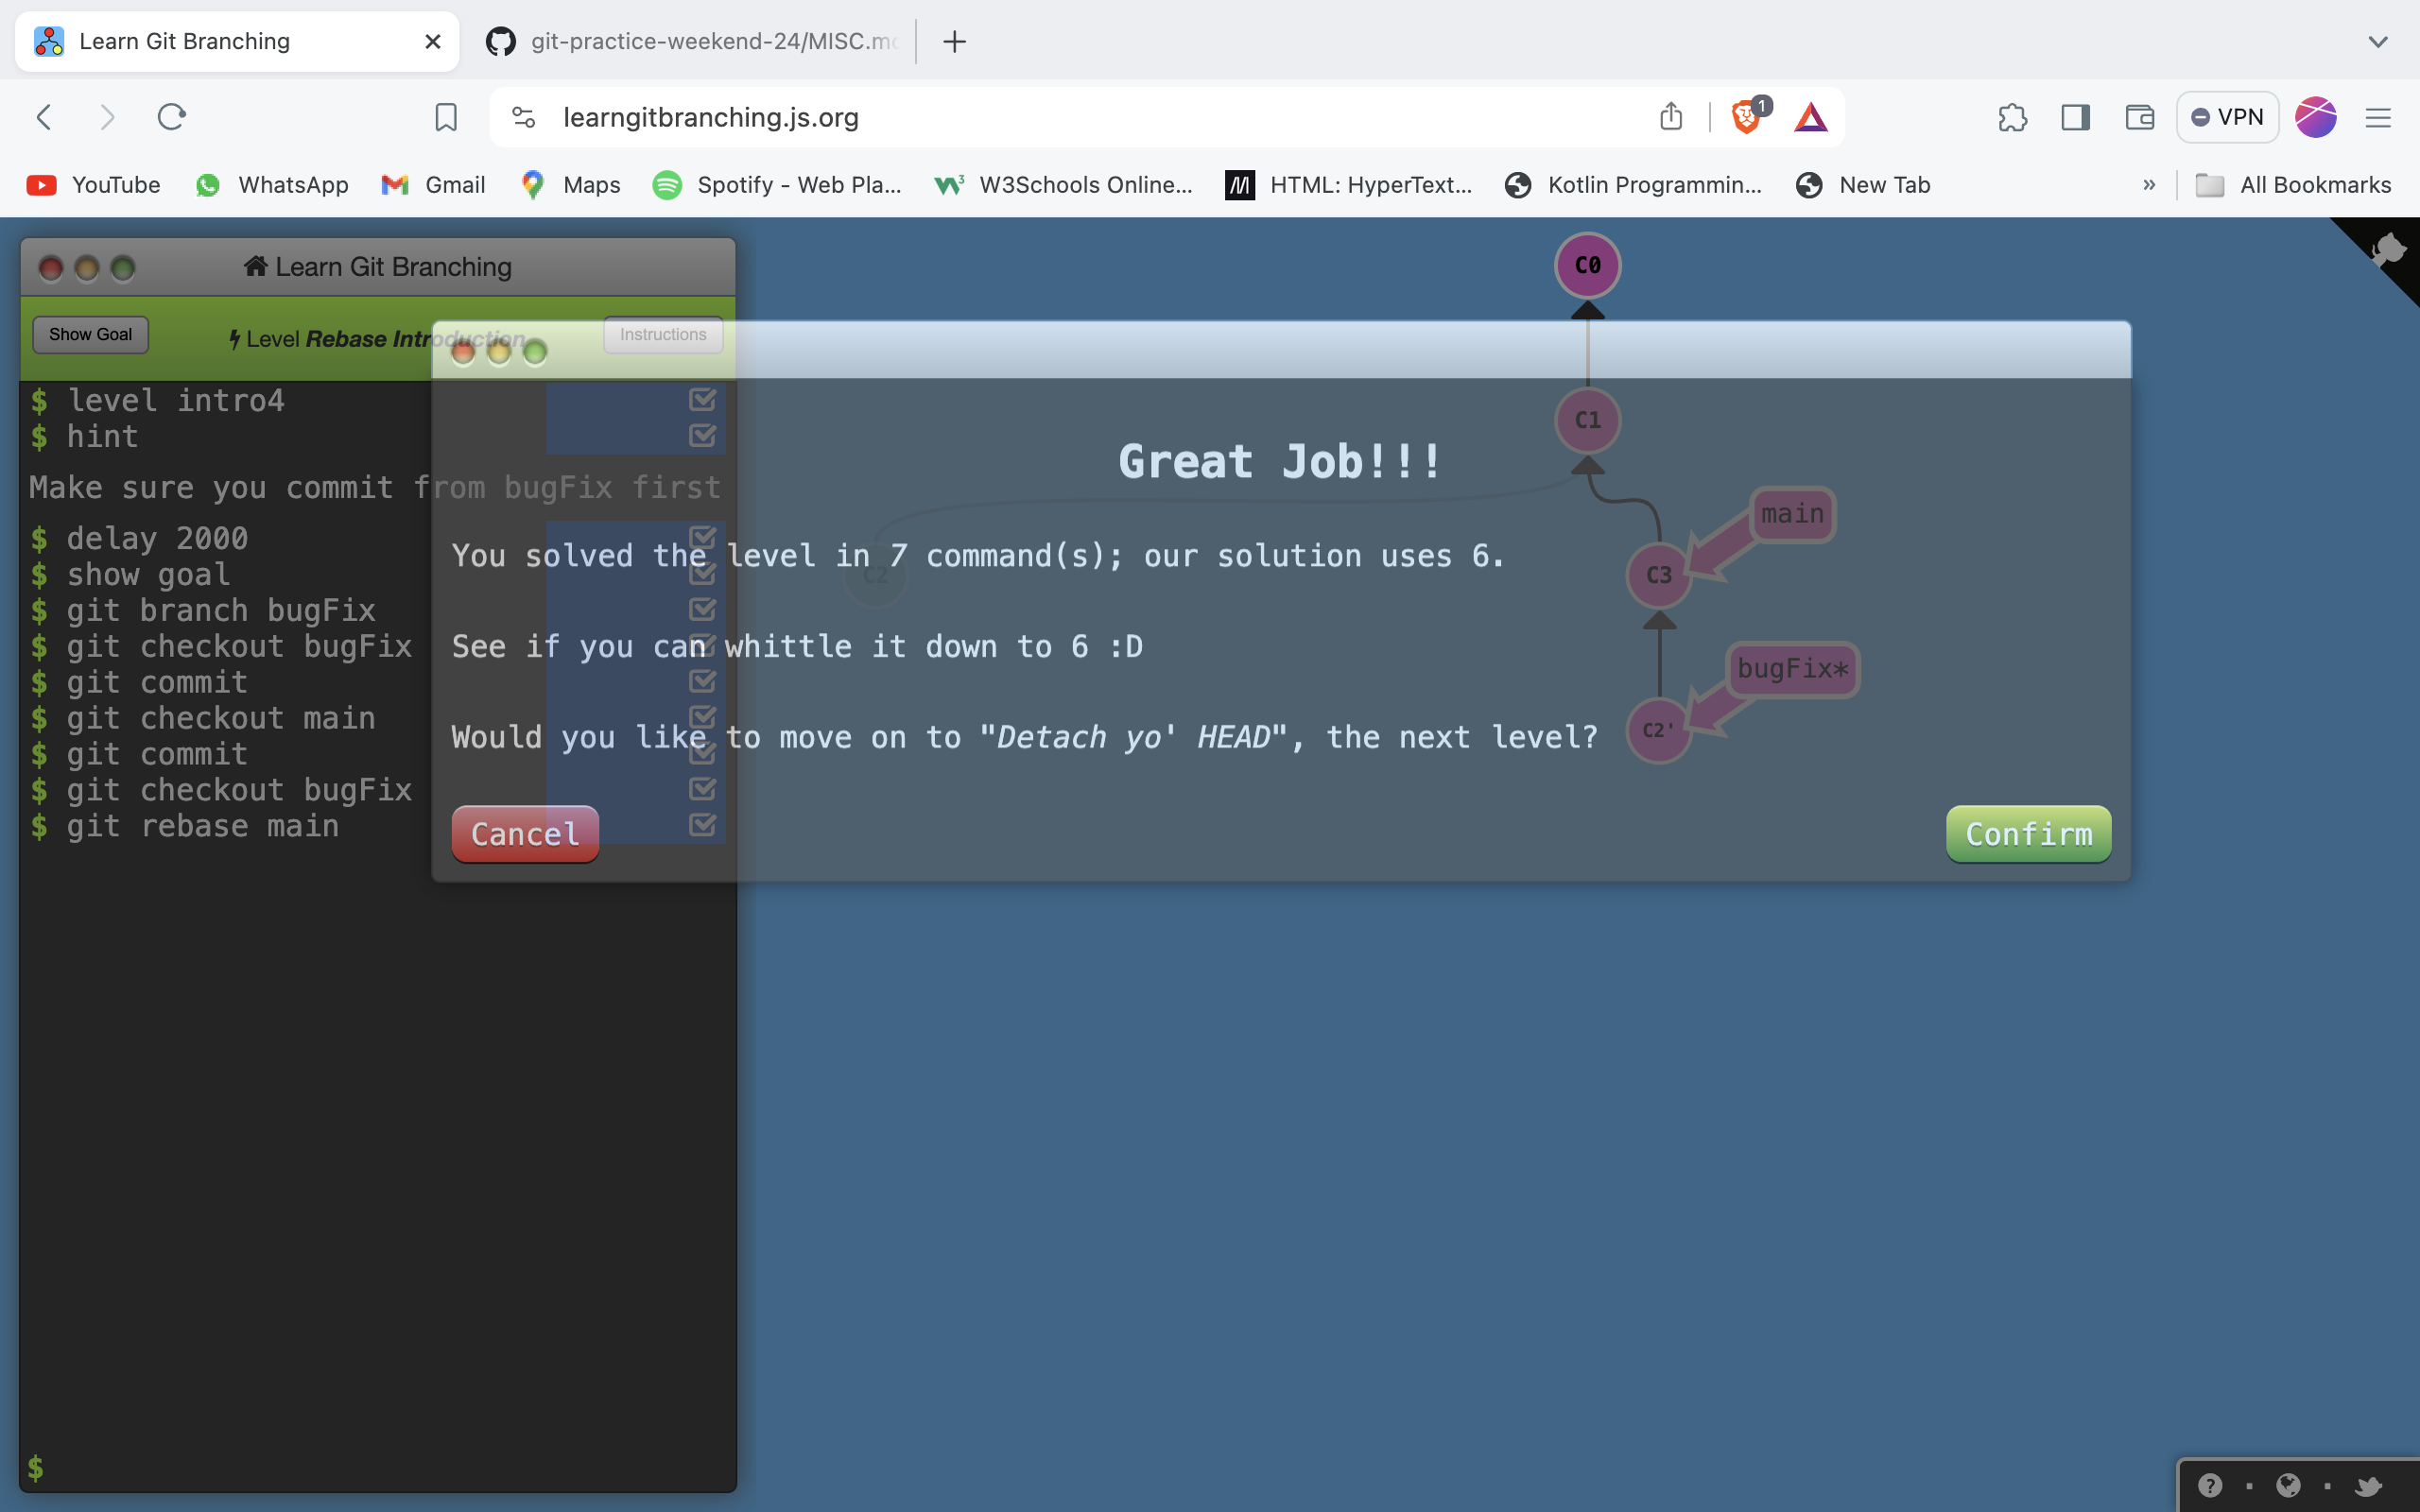 Learn Git Branching
git-practice-weekend-24/MISC.mc
learngitbranching.js.org
1
VPN
YouTube WhatsApp Gmail Maps Spotify - Web Pla... W3Schools Online... HTML: HyperText... Kotlin Programmin... New Tab » All Bookmarks
Learn Git Branching
Show Goal
Level Rebase Introduction
Instructions
$ level intro4
$ hint
Make sure you commit from bugFix first
$ delay 2000
$ show goal
$ git branch bugFix
$ git checkout bugFix
$ git commit
$ git checkout main
$ git commit
$ git checkout bugFix
$ git rebase main
$
Great Job!!!
You solved the level in 7 command(s); our solution uses 6.
See if you can whittle it down to 6 :D
Would you like to move on to "Detach yo' HEAD", the next level?
Cancel
Confirm
C0
C1
main
C2
C3
bugFix*
C2'